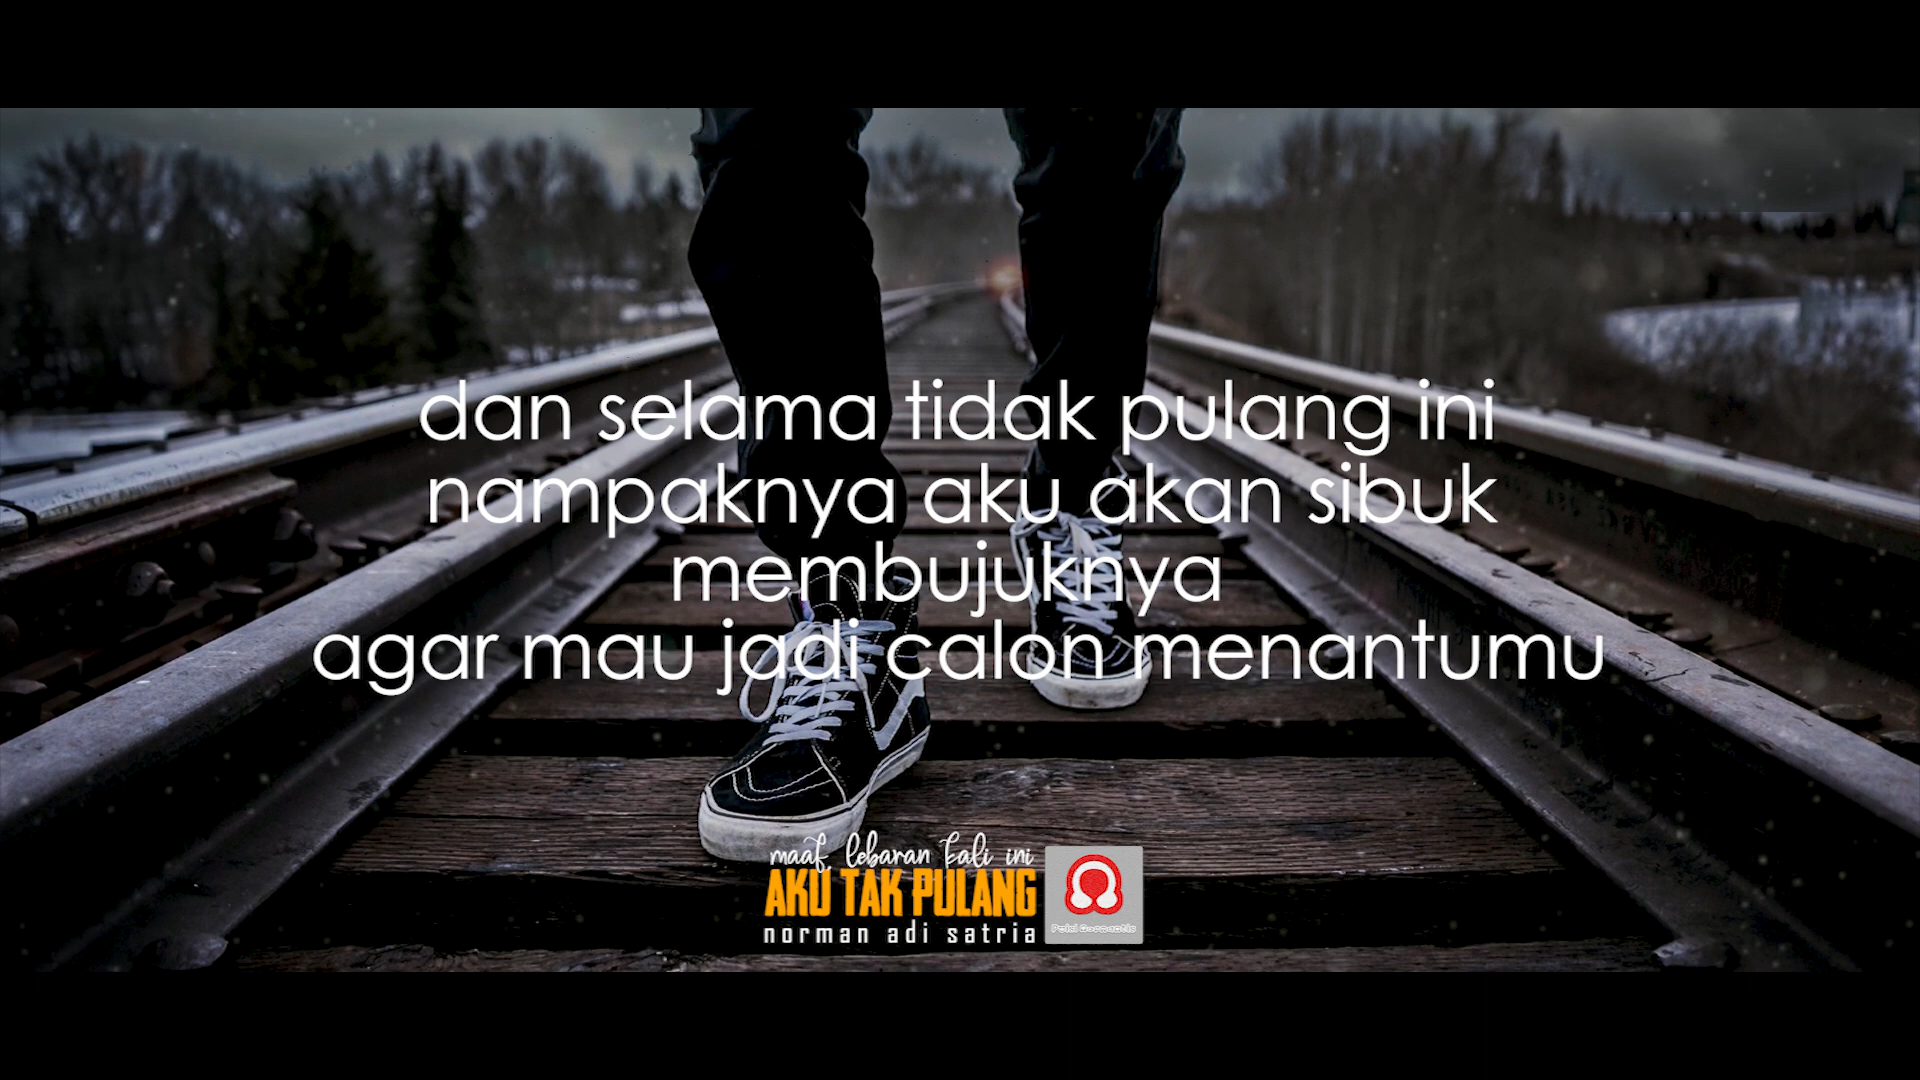 dan selama tidak pulang ini
nampaknya aku akan sibuk
membujuknya
agar mau jadi calon menantumu
maaf, lebaran kali ini
AKU TAK PULANG
norman adi satria